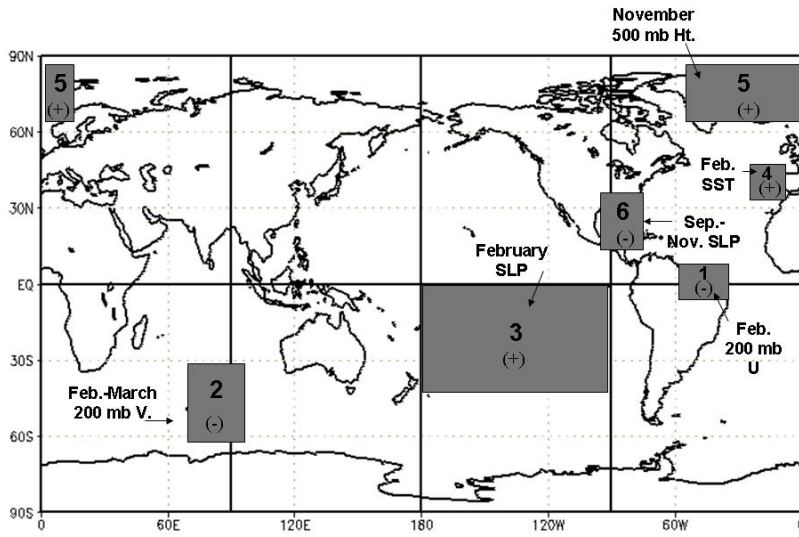 November
500 mb Ht.
90N
5
(+)
5
(+)
60N
Feb.
SST
4
(+)
30N
6
(-)
Sep.-
Nov. SLP
February
SLP
EQ
1
(-)
3
(+)
Feb.
200 mb
U
30S
2
(-)
Feb.-March
200 mb V.
60S
90S
0
60E
120E
180
120W
60W